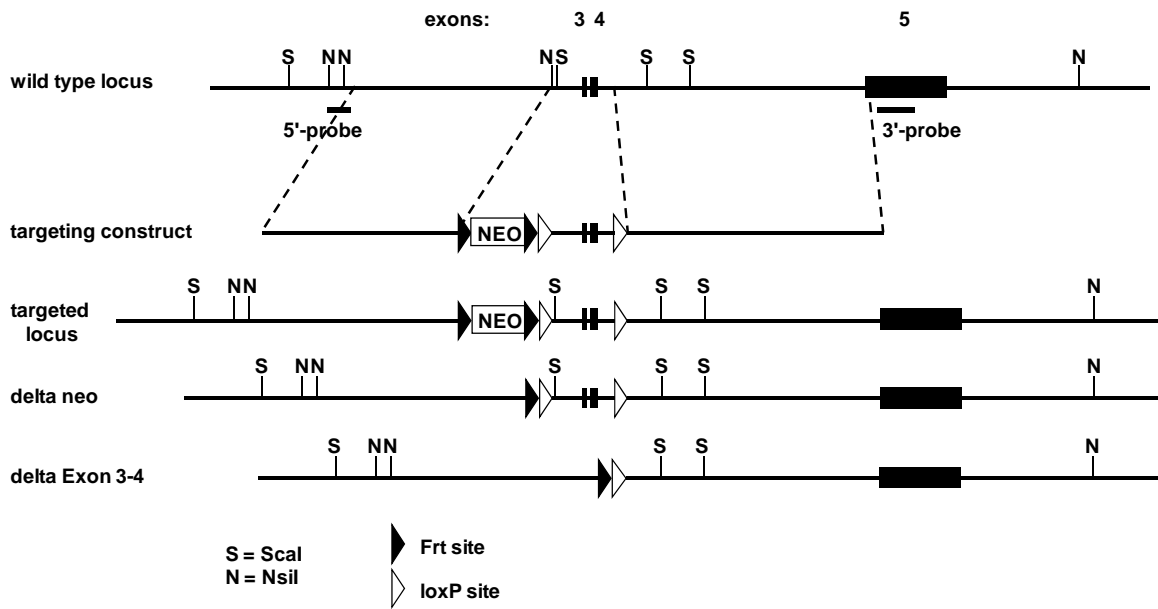 exons: 3 4 5
S N N N S S S N
wild type locus
5'-probe 3'-probe
targeting construct NEO
S N N S S S N
targeted
locus
NEO
S N N S S S N
delta neo
S N N S S N
delta Exon 3-4
S = ScaI
N = NsiI
Frt site
loxP site